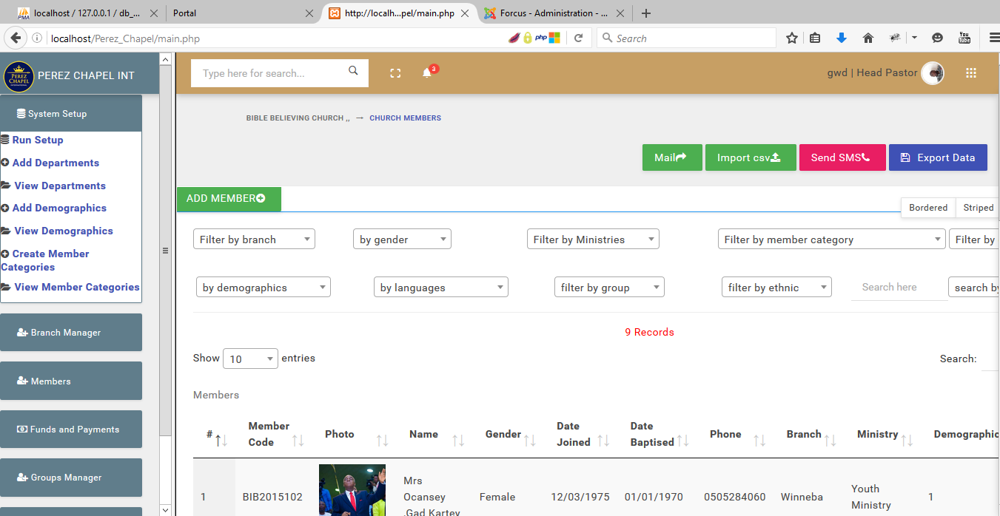 localhost / 127.0.0.1 / db_...
Portal
http://localh...pel/main.php
Forcus - Administration - ...
localhost/Perez_Chapel/main.php
php
Search
You
Tube
PEREZ
CHAPEL
PEREZ CHAPEL INT
Type here for search...
3
gwd | Head Pastor
System Setup
Run Setup
Add Departments
View Departments
Add Demographics
View Demographics
Create Member
Categories
View Member Categories
Branch Manager
Members
Funds and Payments
Groups Manager
BIBLE BELIEVING CHURCH ,, → CHURCH MEMBERS
Mail
Import csv
Send SMS
Export Data
ADD MEMBER
Bordered
Striped
Filter by branch
by gender
Filter by Ministries
Filter by member category
Filter by
by demographics
by languages
filter by group
filter by ethnic
Search here
search by
9 Records
Show 10 entries
Search:
Members
# Member Code Photo Name Gender Date Joined Date Baptised Phone Branch Ministry Demographic
1 BIB2015102 Mrs Ocansey ,Gad Kartey, Female 12/03/1975 01/01/1970 0505284060 Winneba Youth Ministry 1